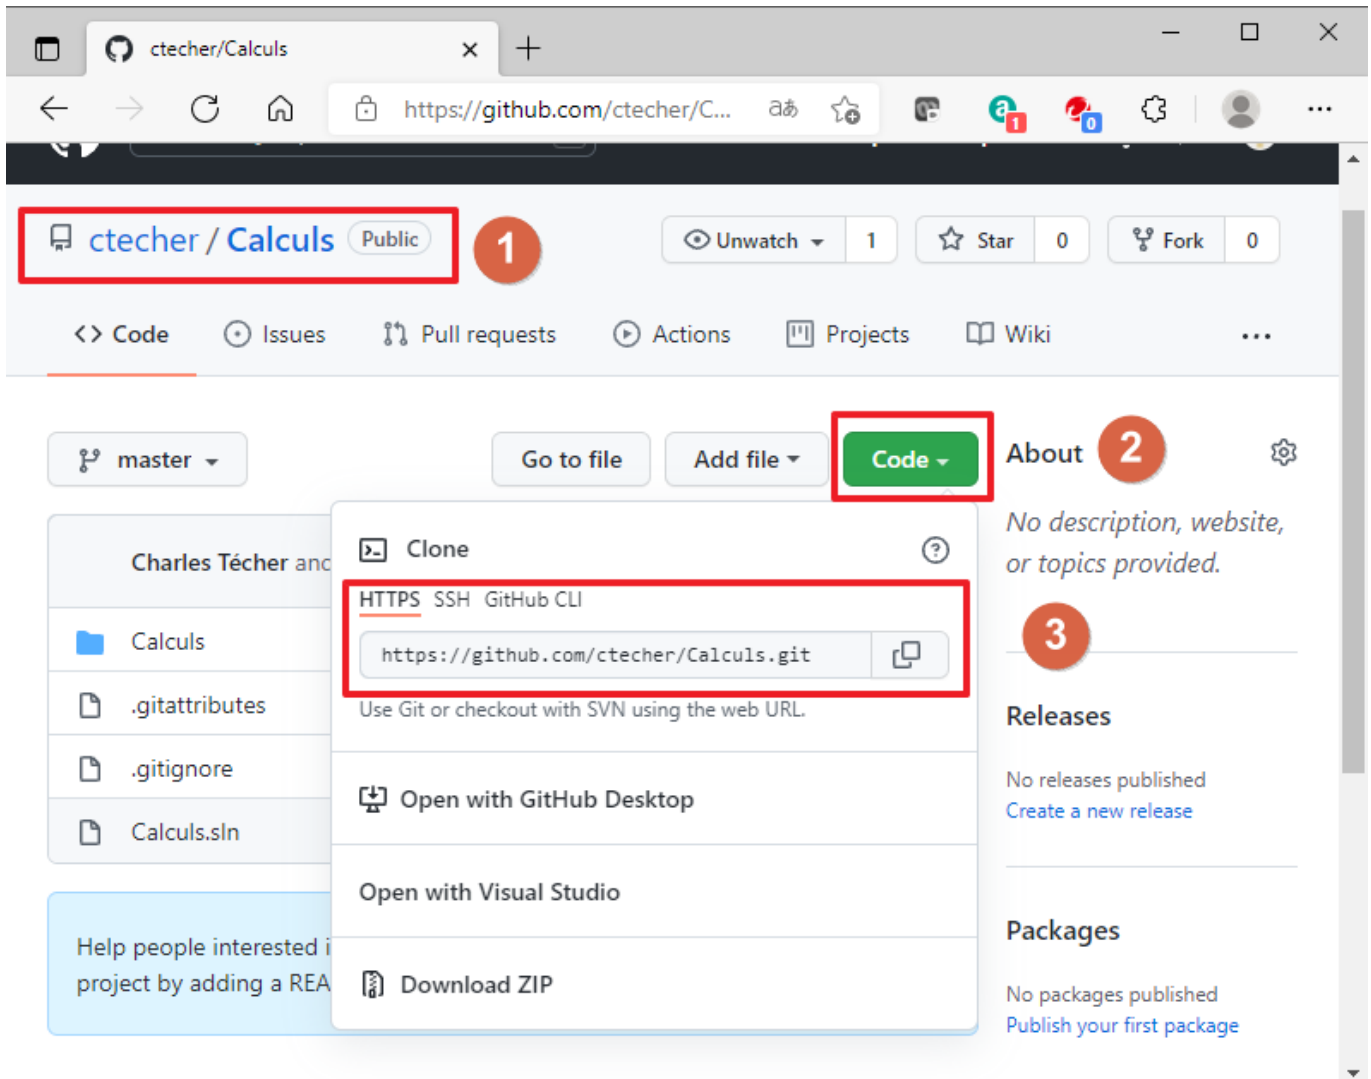 ctecher/Calculs
https://github.com/ctecher/C...
aあ
1
0
ctecher / Calculs Public
1
Unwatch 1
Star 0
Fork 0
Code
Issues
Pull requests
Actions
Projects
Wiki
master
Go to file
Add file
Code
About
2
No description, website,
or topics provided.
Charles Técher and
Clone
HTTPS SSH GitHub CLI
3
https://github.com/ctecher/Calculs.git
Use Git or checkout with SVN using the web URL.
Calculs
.gitattributes
.gitignore
Calculs.sln
Releases
No releases published
Create a new release
Open with GitHub Desktop
Open with Visual Studio
Download ZIP
Help people interested i
project by adding a REA
Packages
No packages published
Publish your first package